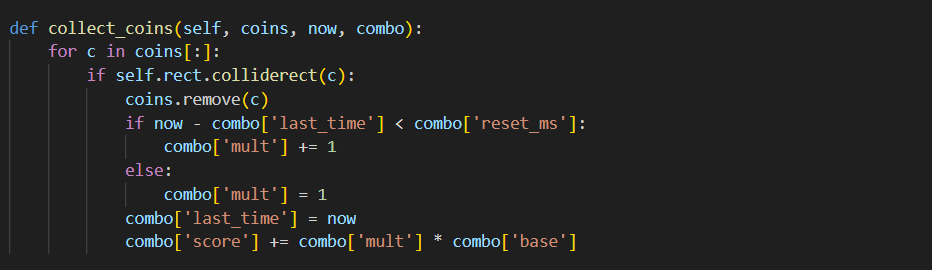 def collect_coins(self, coins, now, combo):
    for c in coins[:]:
        if self.rect.colliderect(c):
            coins.remove(c)
            if now - combo['last_time'] < combo['reset_ms']:
                combo['mult'] += 1
            else:
                combo['mult'] = 1
            combo['last_time'] = now
            combo['score'] += combo['mult'] * combo['base']